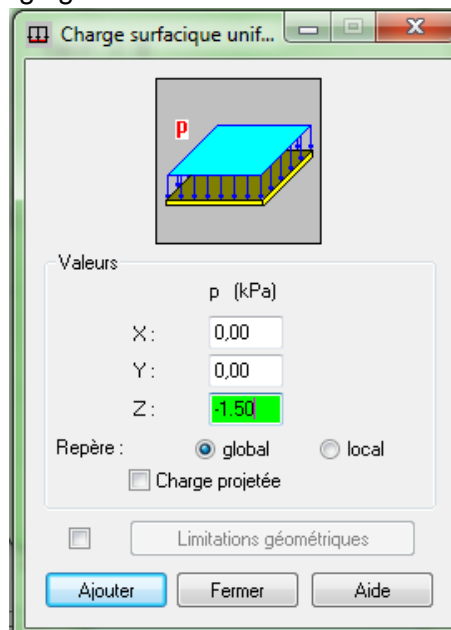 Charge surfacique unif...
p
Valeurs
p (kPa)
X: 0,00
Y: 0,00
Z: -1.50
Repère : global local
Charge projetée
Limitations géométriques
Ajouter Fermer Aide